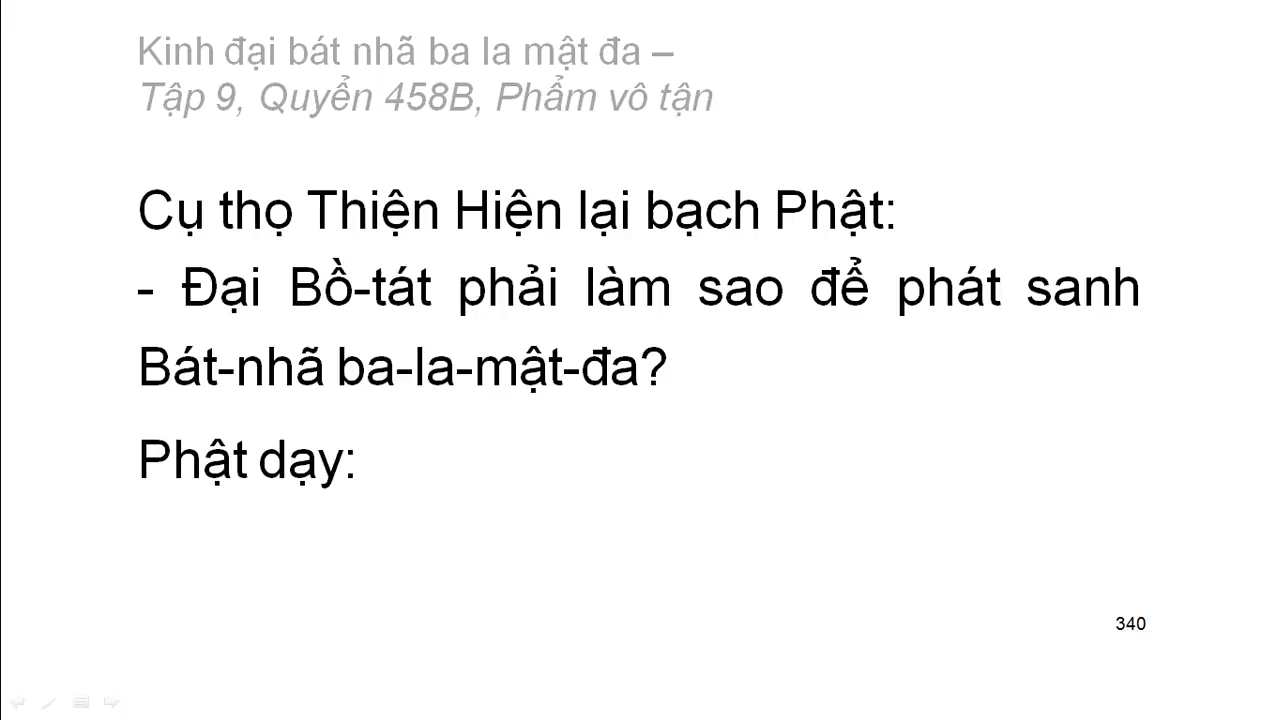 Kinh đại bát nhã ba la mật đa –
Tập 9, Quyển 458B, Phẩm vô tận
Cụ thọ Thiện Hiện lại bạch Phật:
- Đại Bồ-tát phải làm sao để phát sanh
Bát-nhã ba-la-mật-đa?
Phật dạy:
340